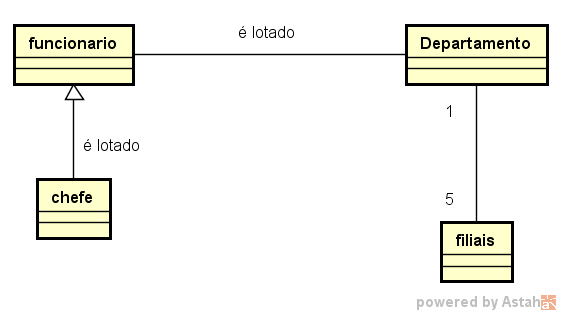 funcionario
é lotado
Departamento
1
é lotado
chefe
5
filiais
powered by Astah